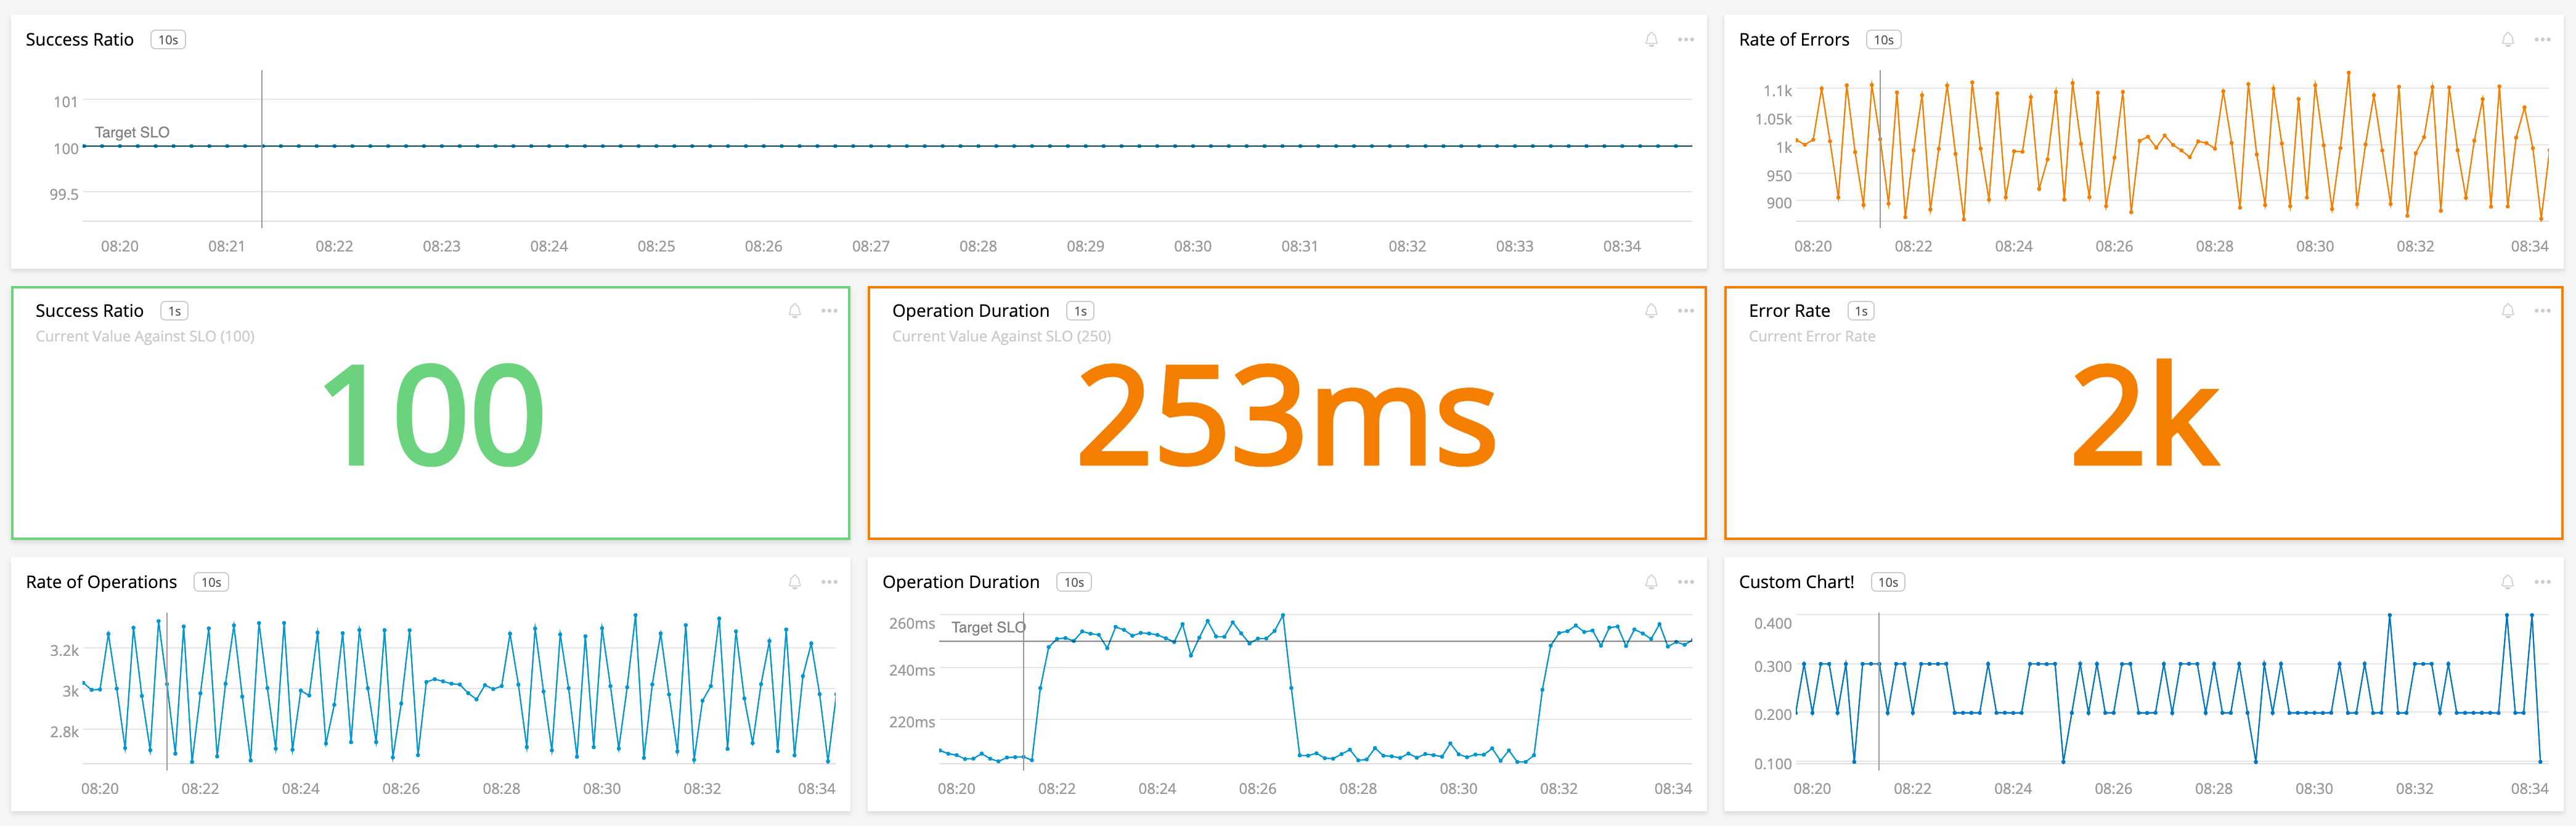 Success Ratio 10s
101
Target SLO
100
99.5
08:20 08:21 08:22 08:23 08:24 08:25 08:26 08:27 08:28 08:29 08:30 08:31 08:32 08:33 08:34
Rate of Errors 10s
1.1k
1.05k
1k
950
900
08:20 08:22 08:24 08:26 08:28 08:30 08:32 08:34
Success Ratio 1s
Current Value Against SLO (100)
100
Operation Duration 1s
Current Value Against SLO (250)
253ms
Error Rate 1s
Current Error Rate
2k
Rate of Operations 10s
3.2k
3k
2.8k
08:20 08:22 08:24 08:26 08:28 08:30 08:32 08:34
Operation Duration 10s
260ms
Target SLO
240ms
220ms
08:20 08:22 08:24 08:26 08:28 08:30 08:32 08:34
Custom Chart! 10s
0.400
0.300
0.200
0.100
08:20 08:22 08:24 08:26 08:28 08:30 08:32 08:34